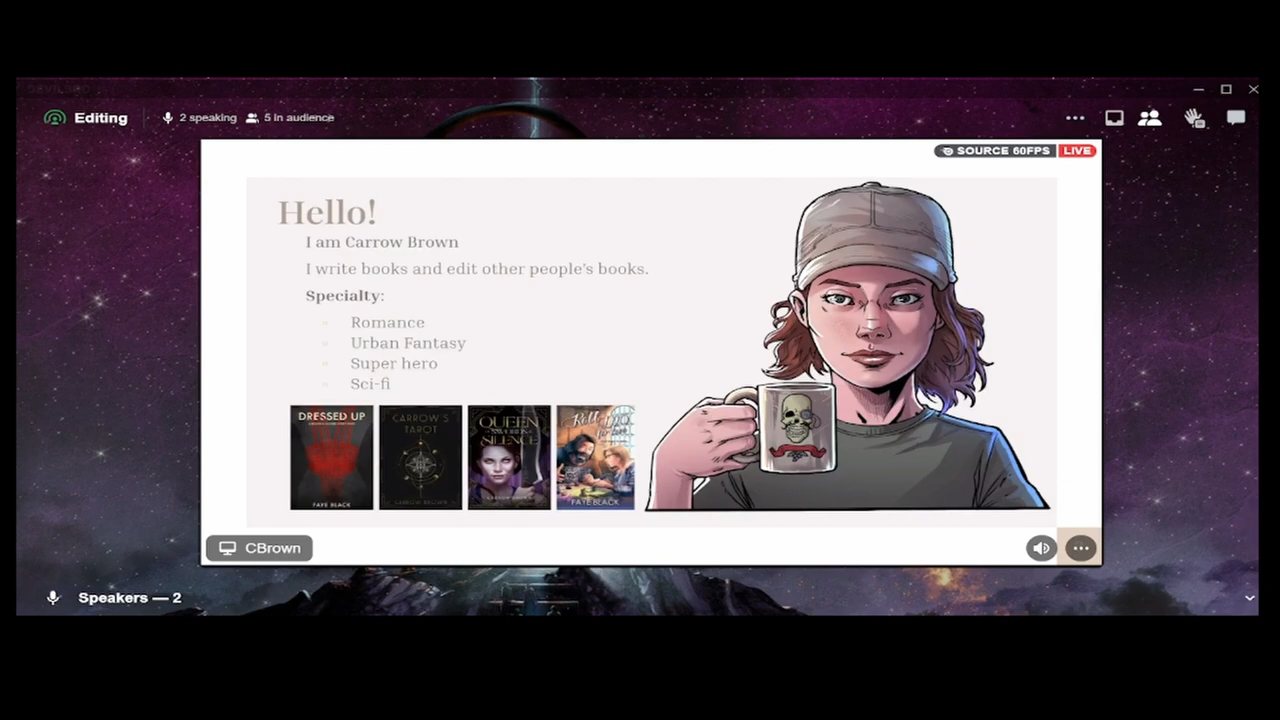 Editing
2 speaking
5 in audience
SOURCE 60FPS
LIVE
Hello!
I am Carrow Brown
I write books and edit other people's books.
Specialty:
Romance
Urban Fantasy
Super hero
Sci-fi
DRESSED UP
FAYE BLACK
CARROW'S
TAROT
CARROW BROWN
QUEEN
SILENCE
Roll
FAYE BLACK
CBrown
Speakers — 2